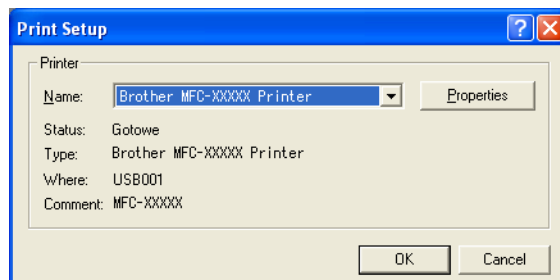 Print Setup
Printer
Name: Brother MFC-XXXXX Printer Properties
Status: Gotowe
Type: Brother MFC-XXXXX Printer
Where: USB001
Comment: MFC-XXXXX
OK Cancel